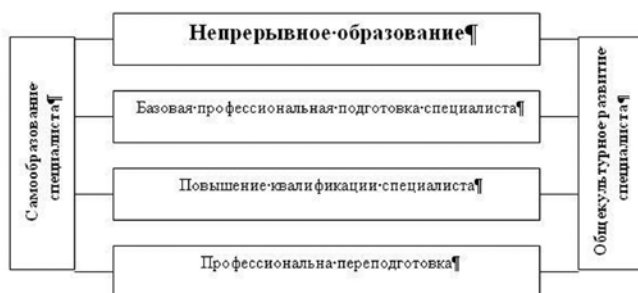 Непрерывное·образование¶
Самообразование
специалиста¶
Базовая·профессиональная·подготовка·специалиста¶
Повышение·квалификации·специалиста¶
Профессиональна·переподготовка¶
Общекультурное·развитие
специалиста¶